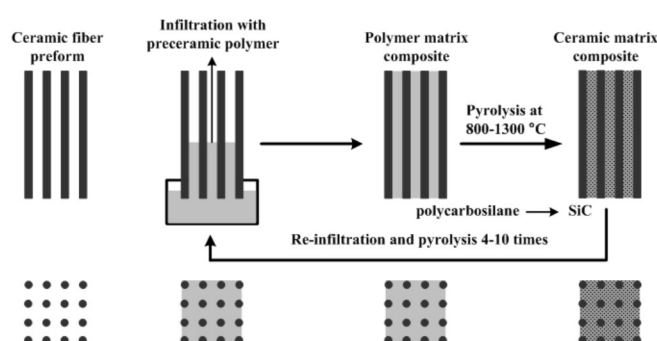 Ceramic fiber
preform
Infiltration with
preceramic polymer
Polymer matrix
composite
Ceramic matrix
composite
Pyrolysis at
800-1300 °C
polycarbosilane → SiC
Re-infiltration and pyrolysis 4-10 times